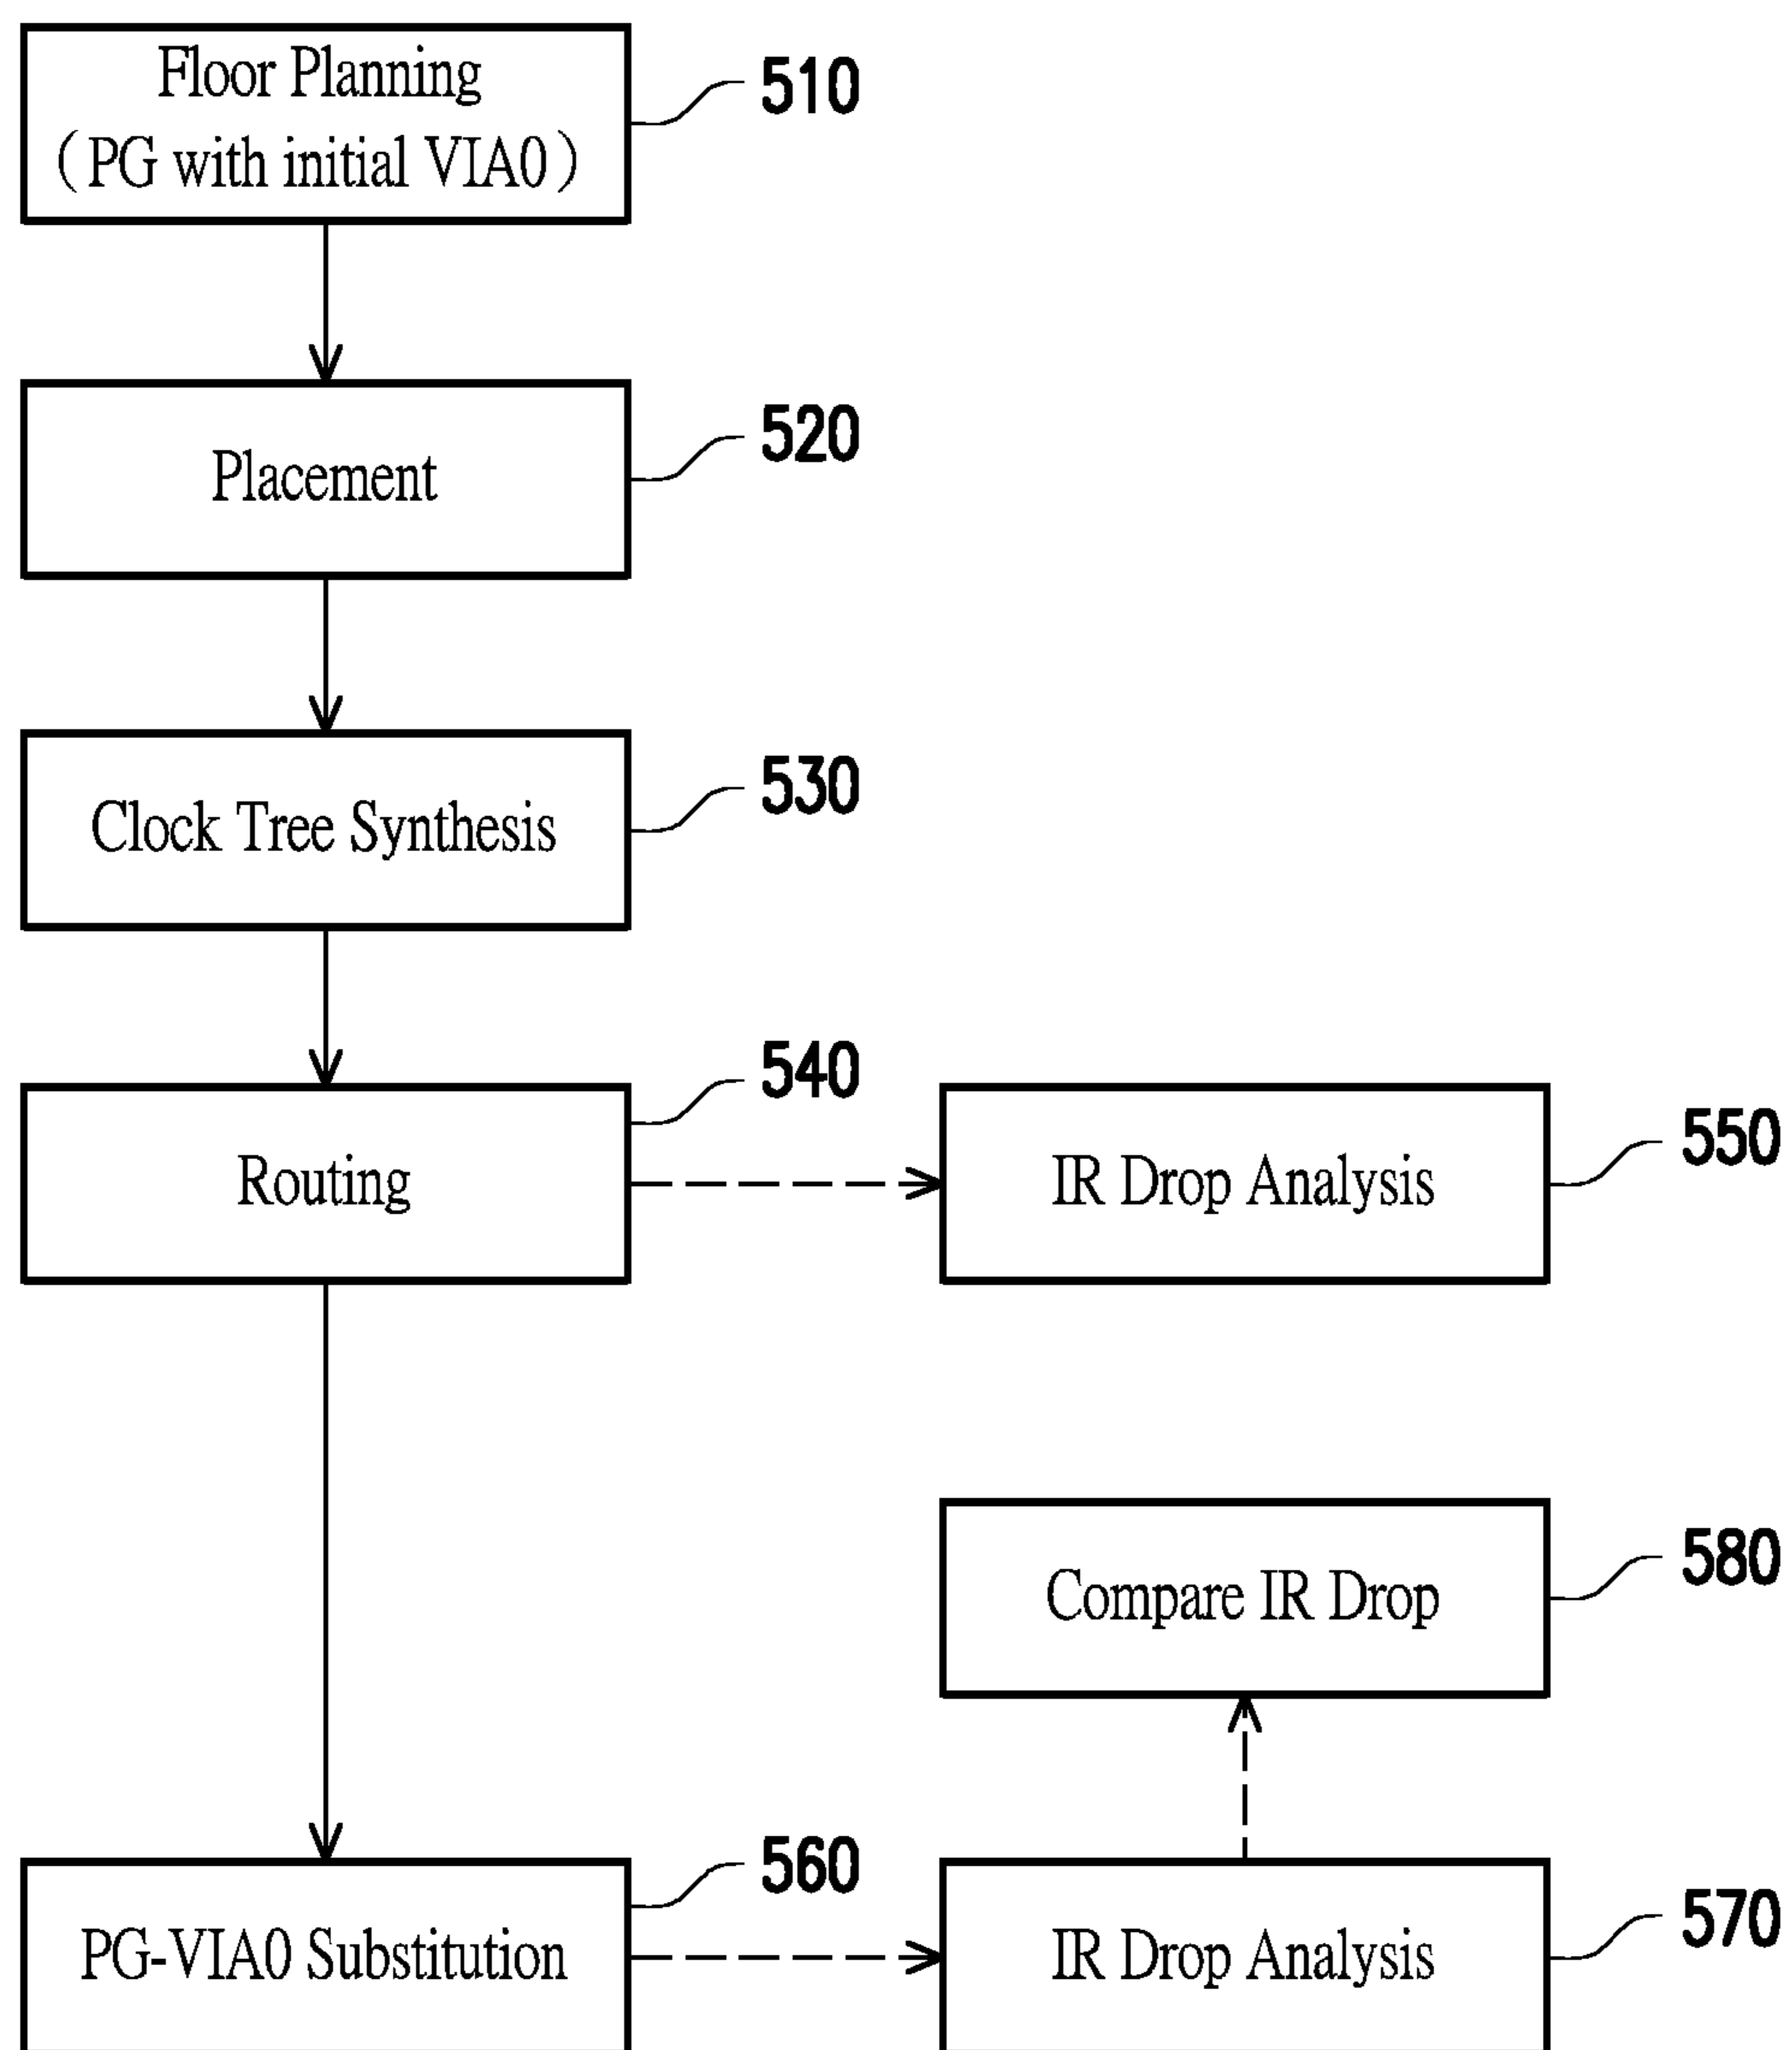 Floor Planning
(PG with initial VIA0)
510
Placement
520
Clock Tree Synthesis
530
Routing
540
IR Drop Analysis
550
Compare IR Drop
580
PG-VIA0 Substitution
560
IR Drop Analysis
570